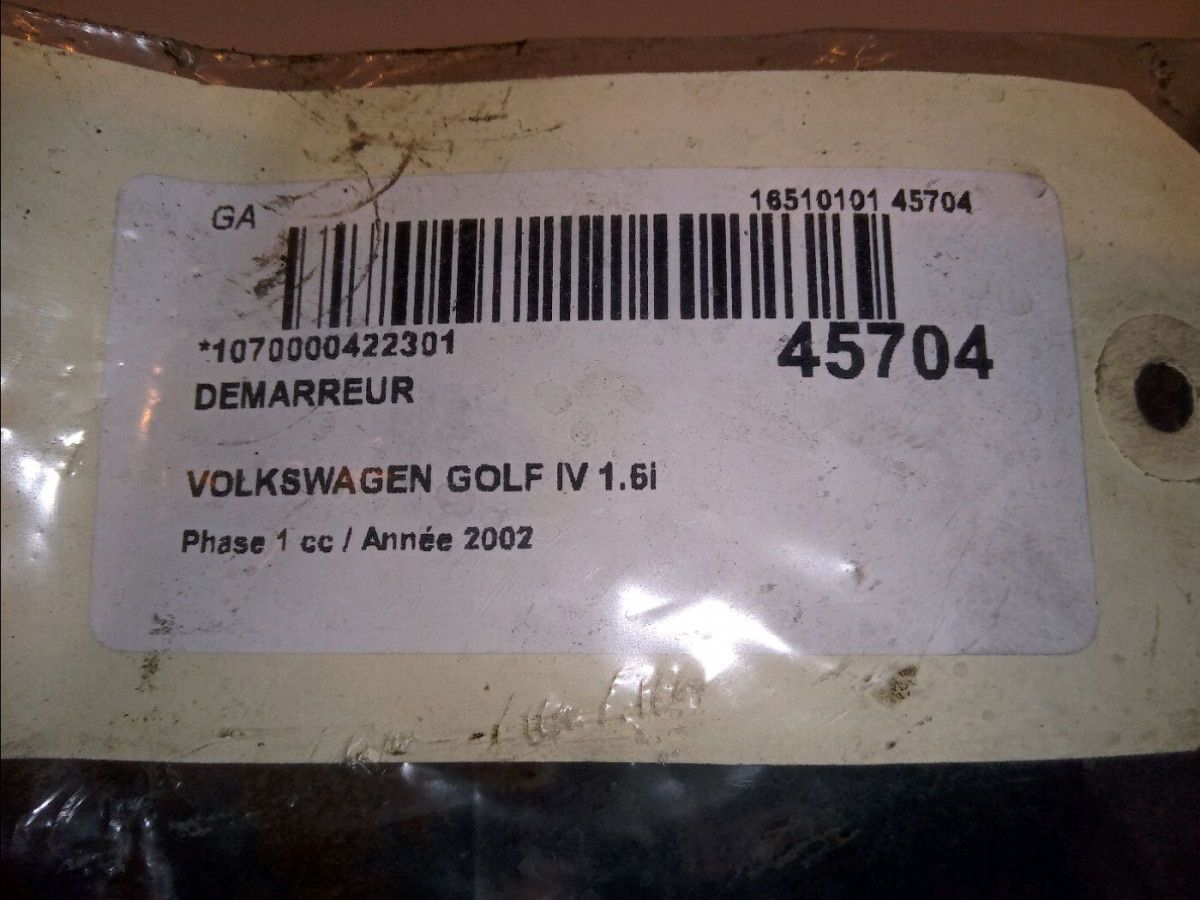 GA
16510101 45704
*1070000422301
45704
DEMARREUR
VOLKSWAGEN GOLF IV 1.6i
Phase 1 cc / Année 2002